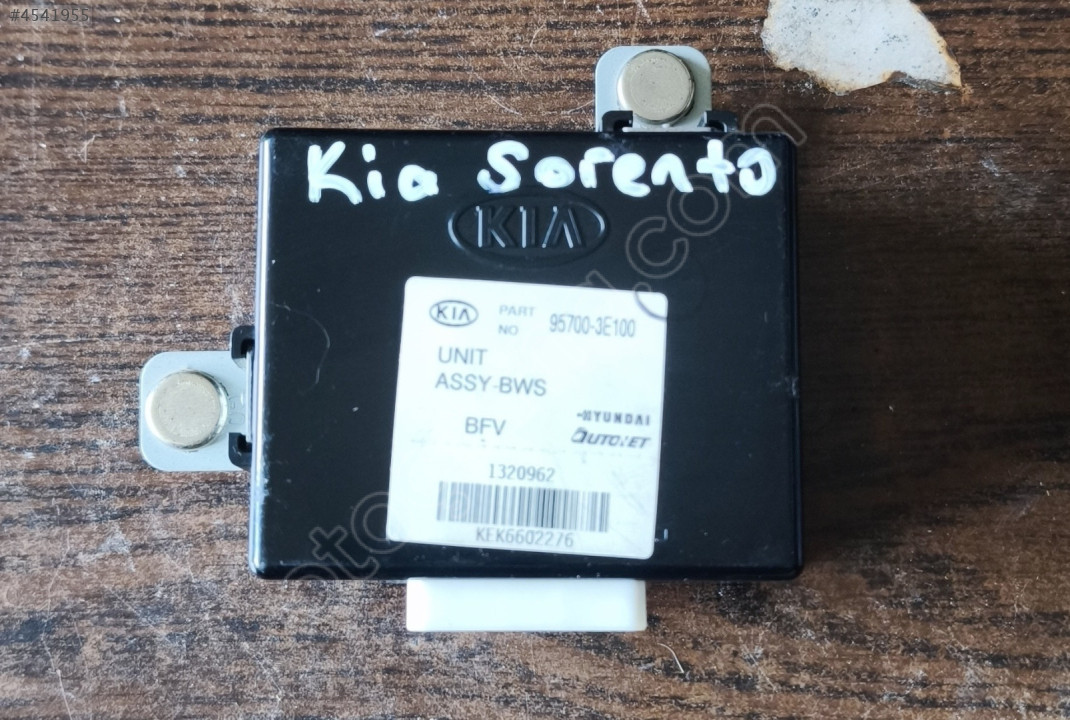 #4541955
Kia Sorento
KIA
KIA PART NO 95700-3E100
UNIT
ASSY-BWS
BFV
HYUNDAI
AUTONET
1320962
KEK6602276